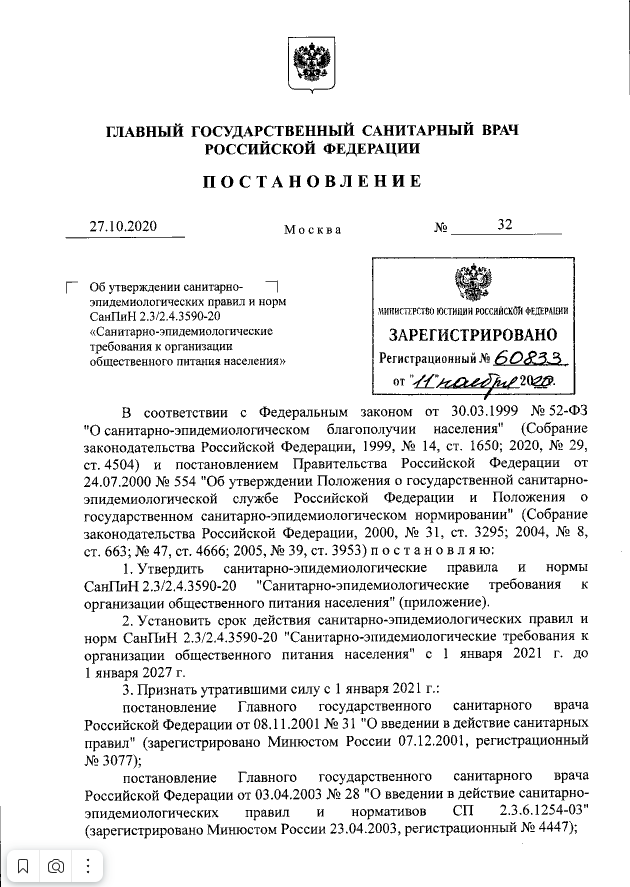 ГЛАВНЫЙ ГОСУДАРСТВЕННЫЙ САНИТАРНЫЙ ВРАЧ
РОССИЙСКОЙ ФЕДЕРАЦИИ
ПОСТАНОВЛЕНИЕ
27.10.2020 Москва № 32
Об утверждении санитарно-
эпидемиологических правил и норм
СанПиН 2.3/2.4.3590-20
«Санитарно-эпидемиологические
требования к организации
общественного питания населения»
МИНИСТЕРСТВО ЮСТИЦИИ РОССИЙСКОЙ ФЕДЕРАЦИИ
ЗАРЕГИСТРИРОВАНО
Регистрационный № 60833
от "11" ноября 2020.
В соответствии с Федеральным законом от 30.03.1999 № 52-ФЗ
"О санитарно-эпидемиологическом благополучии населения" (Собрание
законодательства Российской Федерации, 1999, № 14, ст. 1650; 2020, № 29,
ст. 4504) и постановлением Правительства Российской Федерации от
24.07.2000 № 554 "Об утверждении Положения о государственной санитарно-
эпидемиологической службе Российской Федерации и Положения о
государственном санитарно-эпидемиологическом нормировании" (Собрание
законодательства Российской Федерации, 2000, № 31, ст. 3295; 2004, № 8,
ст. 663; № 47, ст. 4666; 2005, № 39, ст. 3953) постановляю:
1. Утвердить санитарно-эпидемиологические правила и нормы
СанПиН 2.3/2.4.3590-20 "Санитарно-эпидемиологические требования к
организации общественного питания населения" (приложение).
2. Установить срок действия санитарно-эпидемиологических правил и
норм СанПиН 2.3/2.4.3590-20 "Санитарно-эпидемиологические требования к
организации общественного питания населения" с 1 января 2021 г. до
1 января 2027 г.
3. Признать утратившими силу с 1 января 2021 г.:
постановление Главного государственного санитарного врача
Российской Федерации от 08.11.2001 № 31 "О введении в действие санитарных
правил" (зарегистрировано Минюстом России 07.12.2001, регистрационный
№ 3077);
постановление Главного государственного санитарного врача
Российской Федерации от 03.04.2003 № 28 "О введении в действие санитарно-
эпидемиологических правил и нормативов СП 2.3.6.1254-03"
(зарегистрировано Минюстом России 23.04.2003, регистрационный № 4447);